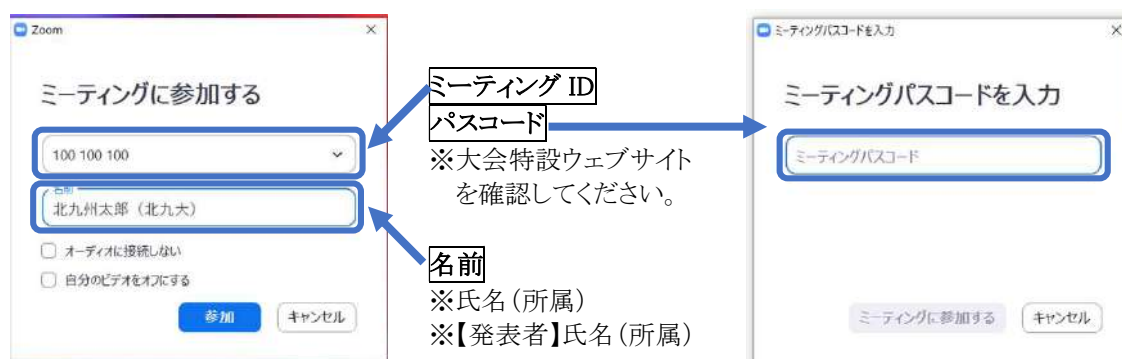 Zoom
ミーティングに参加する
100 100 100
名前
北九州太郎（北九大）
オーディオに接続しない
自分のビデオをオフにする
参加
キャンセル
ミーティング ID
パスコード
※大会特設ウェブサイト
を確認してください。
名前
※氏名（所属）
※【発表者】氏名（所属）
ミーティングパスコードを入力
ミーティングパスコードを入力
ミーティングパスコード
ミーティングに参加する
キャンセル